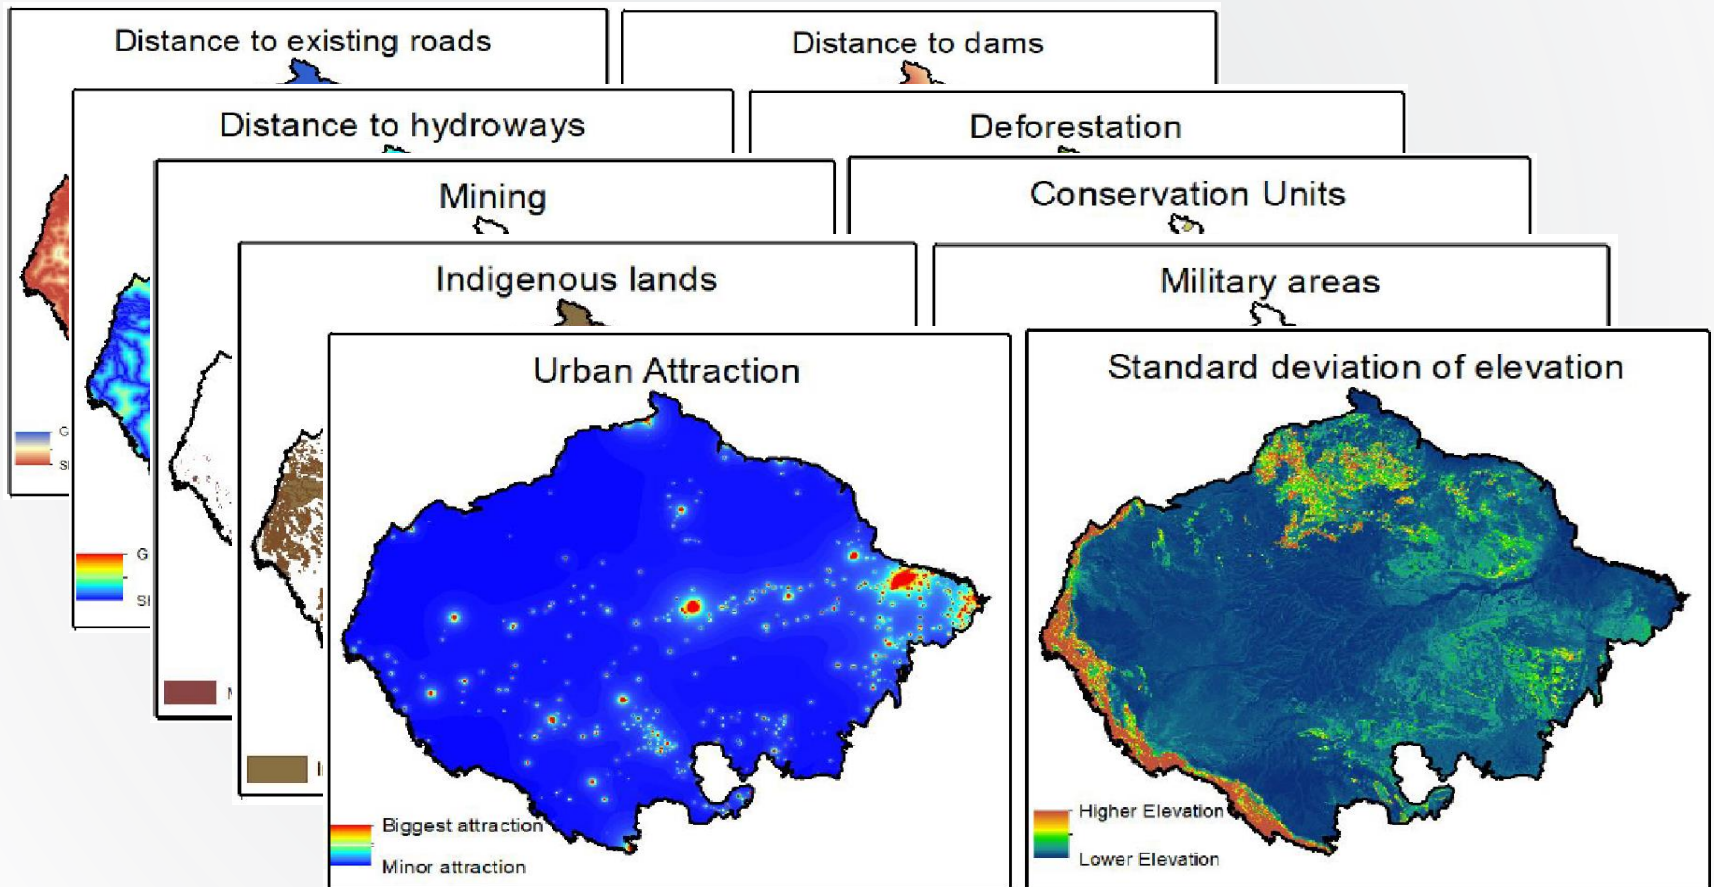 Distance to existing roads
Distance to dams
Distance to hydroways
Deforestation
Mining
Conservation Units
Indigenous lands
Military areas
Urban Attraction
Standard deviation of elevation
G
G
Biggest attraction
Minor attraction
Higher Elevation
Lower Elevation